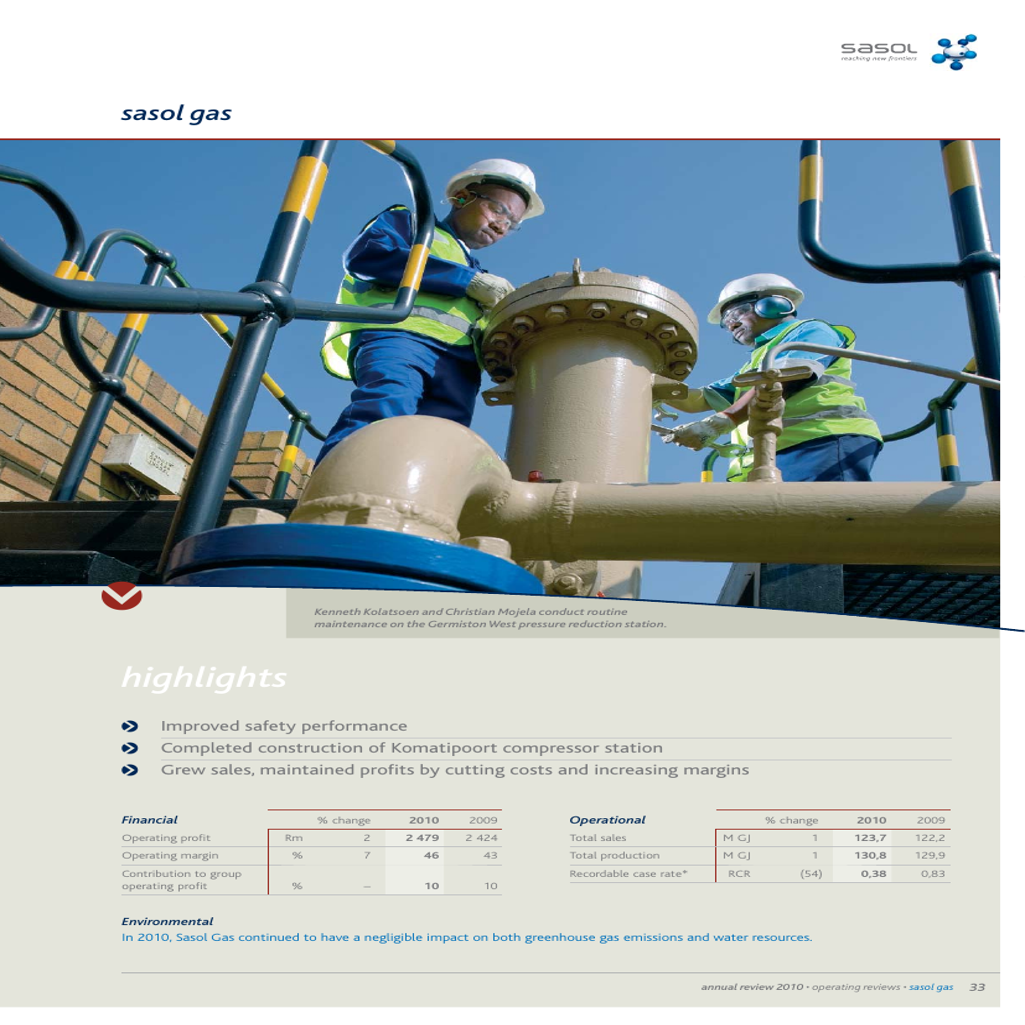 sasol
reaching new frontiers
sasol gas
Kenneth Kolatsoen and Christian Mojela conduct routine
maintenance on the Germiston West pressure reduction station.
highlights
Improved safety performance
Completed construction of Komatipoort compressor station
Grew sales, maintained profits by cutting costs and increasing margins
Financial % change 2010 2009
Operating profit Rm 2 2 479 2 424
Operating margin % 7 46 43
Contribution to group
operating profit % – 10 10
Operational % change 2010 2009
Total sales M GJ 1 123,7 122,2
Total production M GJ 1 130,8 129,9
Recordable case rate* RCR (54) 0,38 0,83
Environmental
In 2010, Sasol Gas continued to have a negligible impact on both greenhouse gas emissions and water resources.
annual review 2010 • operating reviews • sasol gas 33